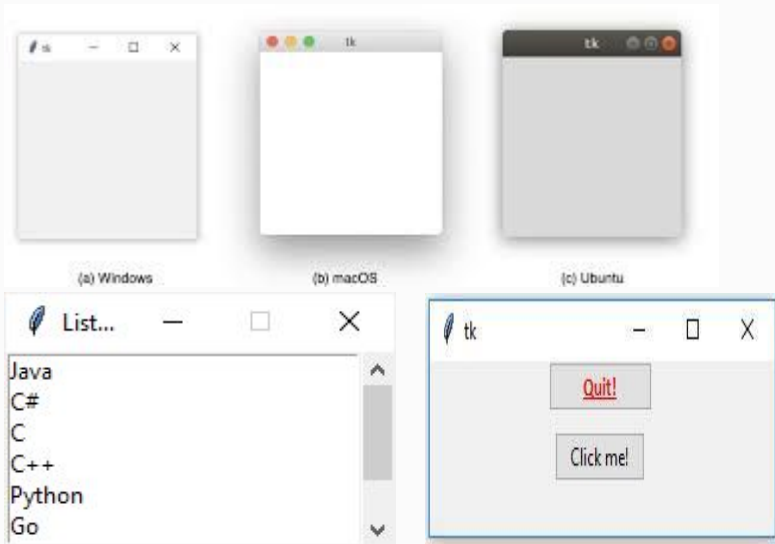 tk
tk
tk
(a) Windows
(b) macOS
(c) Ubuntu
List...
Java
C#
C
C++
Python
Go
tk
Quit!
Click me!